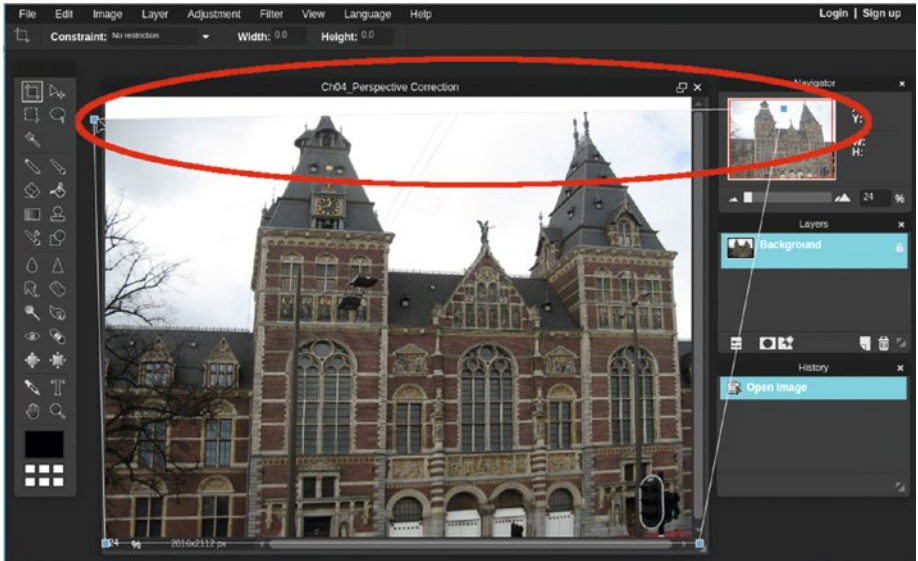 File Edit Image Layer Adjustment Filter View Language Help Login | Sign up
Constraint: No restriction Width: 0.0 Height: 0.0
Ch04_Perspective Correction
Navigator
Y:
W:
H:
24 %
Layers
Background
History
Open image
24 % 2816x2112 px